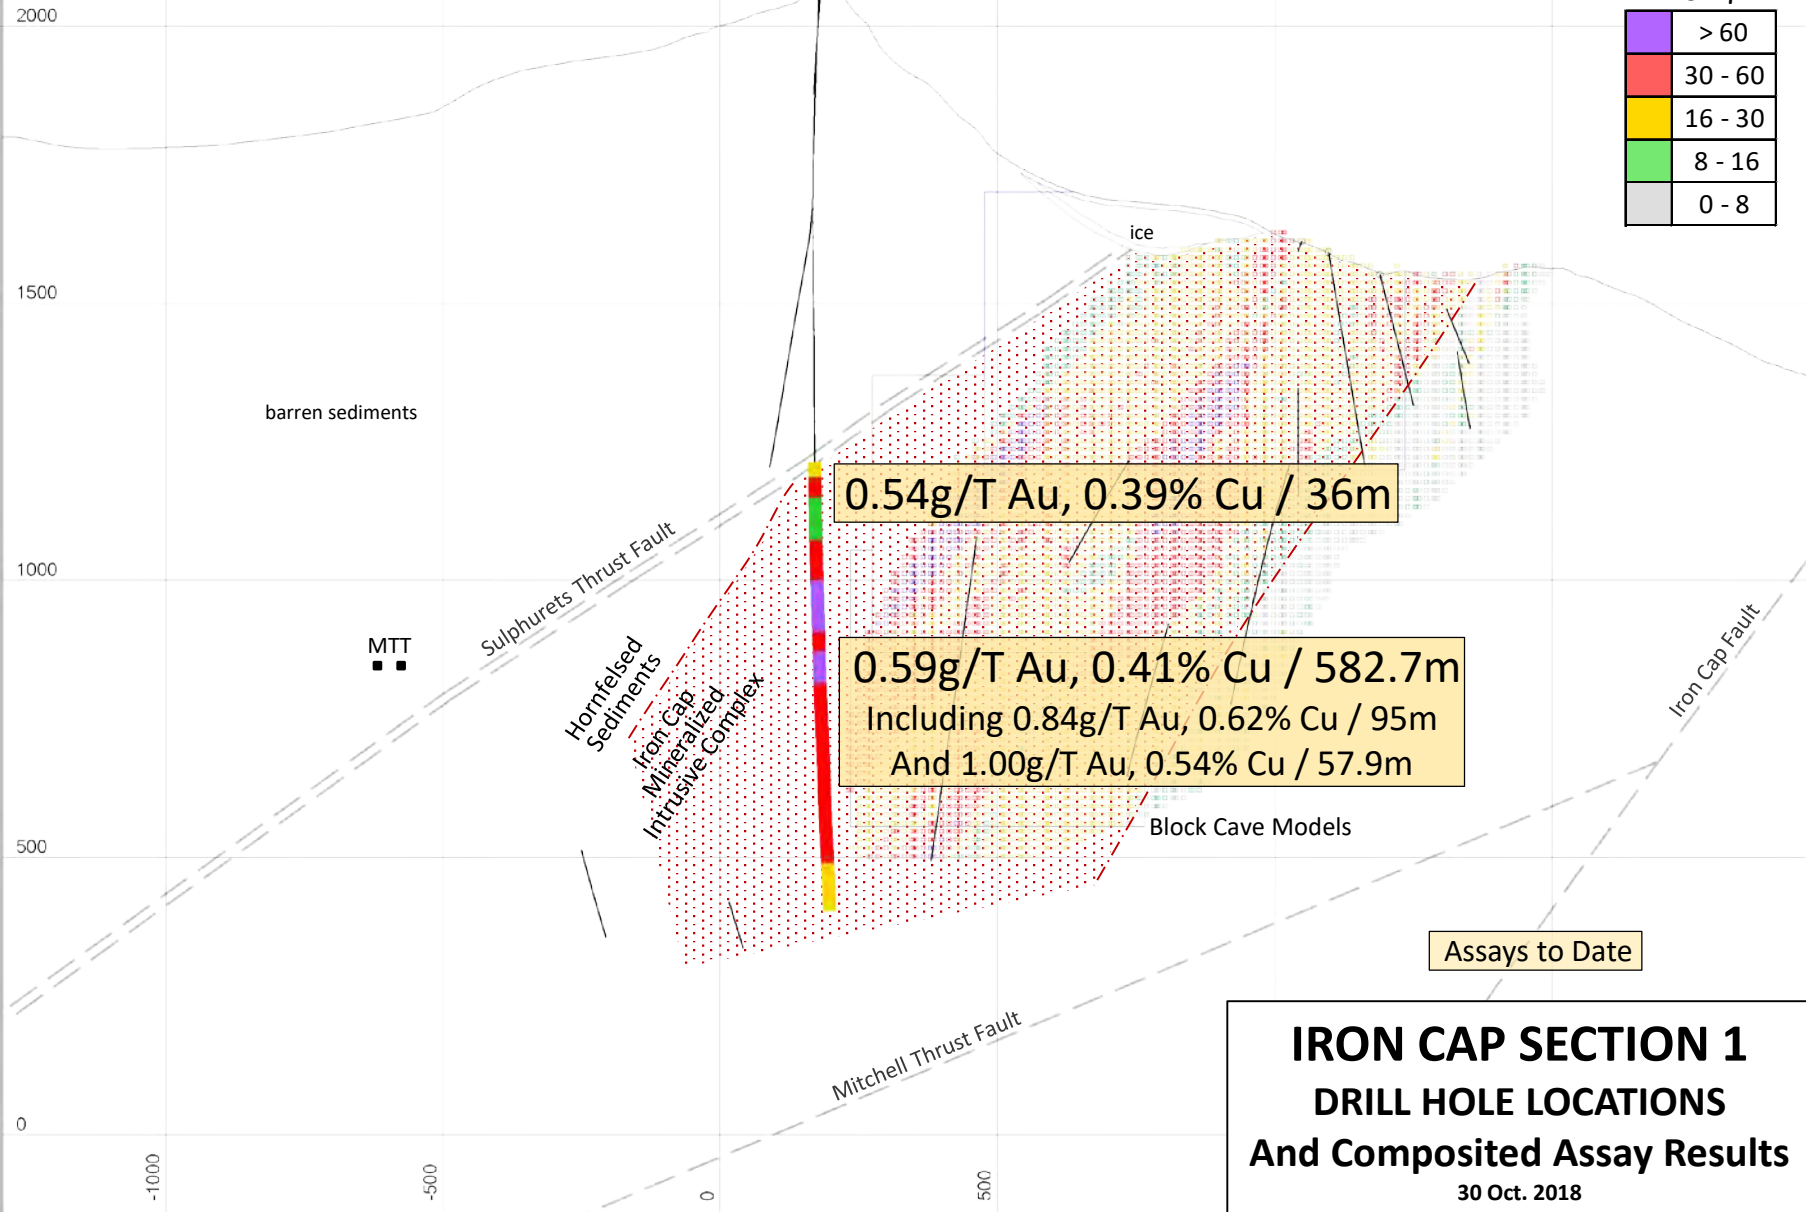 2000
> 60
30 - 60
16 - 30
8 - 16
0 - 8
ice
1500
barren sediments
0.54g/T Au, 0.39% Cu / 36m
1000
Sulphurets Thrust Fault
MTT
Hornfelsed
Sediments
Iron Cap
Mineralized
Intrusive Complex
0.59g/T Au, 0.41% Cu / 582.7m
Including 0.84g/T Au, 0.62% Cu / 95m
And 1.00g/T Au, 0.54% Cu / 57.9m
Iron Cap Fault
Block Cave Models
500
Assays to Date
Mitchell Thrust Fault
IRON CAP SECTION 1
DRILL HOLE LOCATIONS
And Composited Assay Results
30 Oct. 2018
0
-1000
-500
0
500